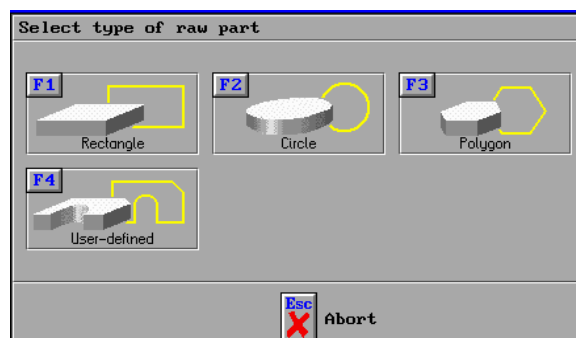 Select type of raw part
F1
Rectangle
F2
Circle
F3
Polygon
F4
User-defined
Esc
Abort